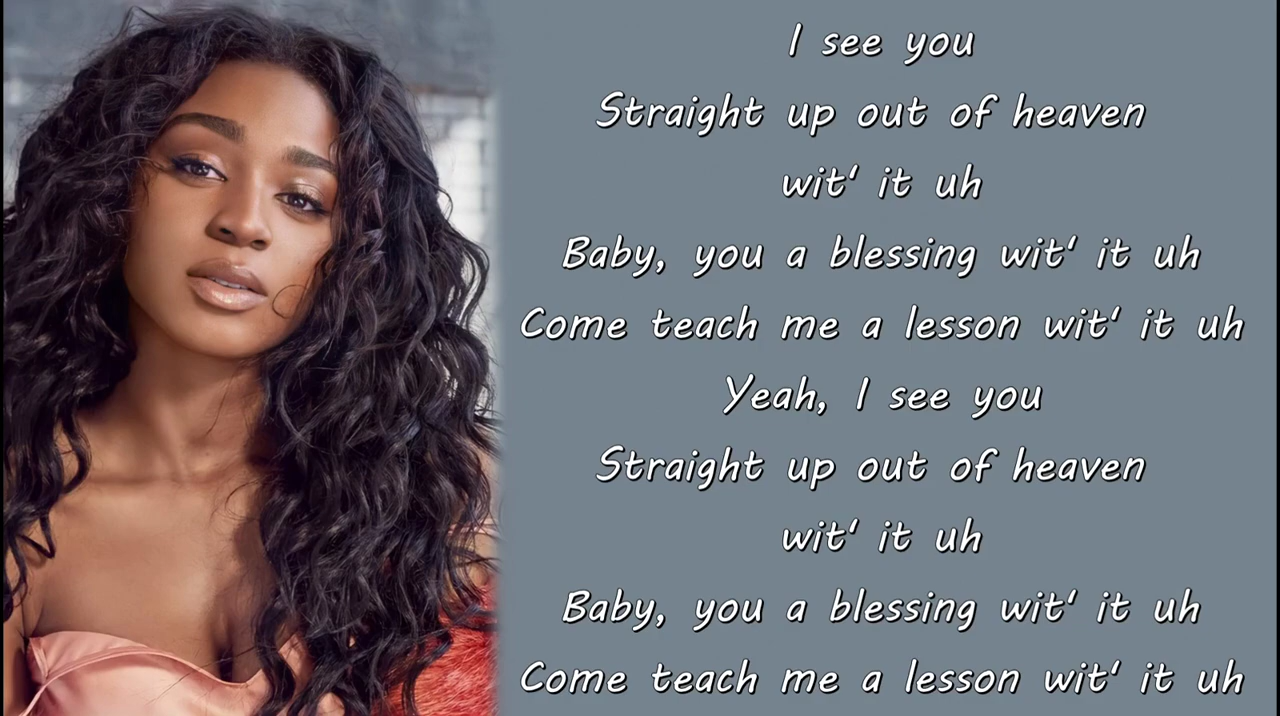 I see you
Straight up out of heaven
wit' it uh
Baby, you a blessing wit' it uh
Come teach me a lesson wit' it uh
Yeah, I see you
Straight up out of heaven
wit' it uh
Baby, you a blessing wit' it uh
Come teach me a lesson wit' it uh